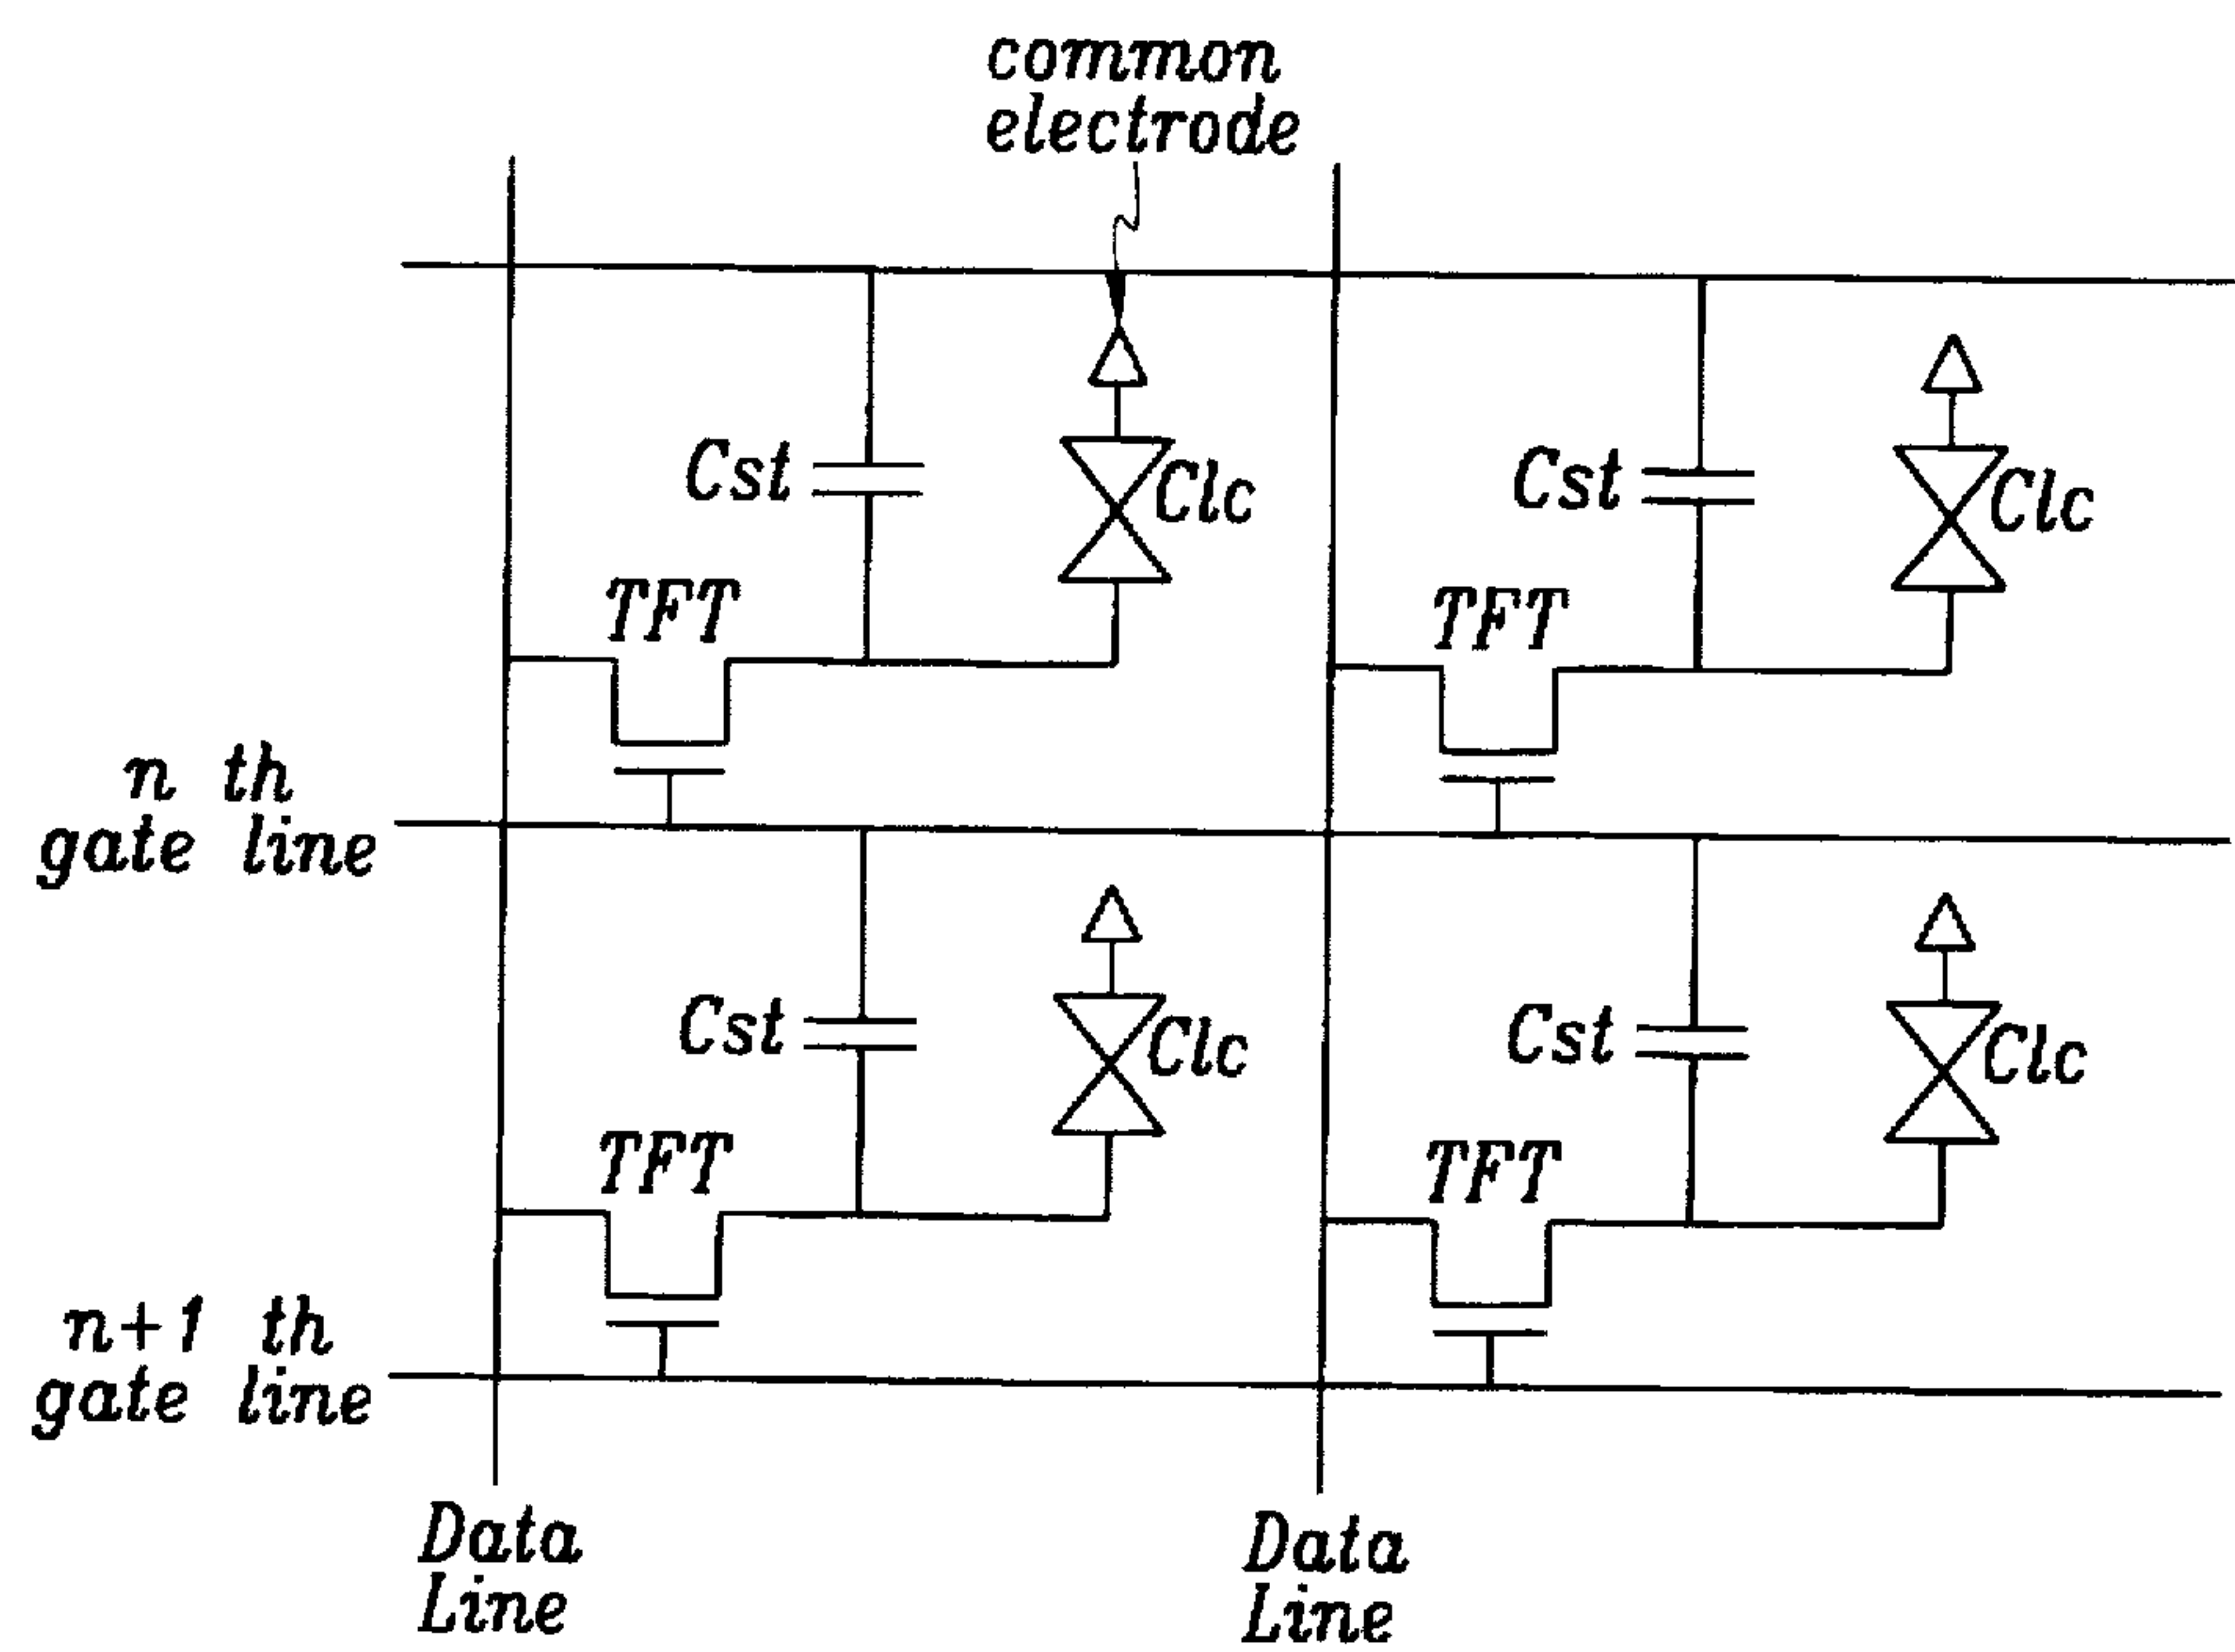 common
electrode
Cst
Clc
Cst
Clc
TFT
TFT
n th
gate line
Cst
Clc
Cst
Clc
TFT
TFT
n+1 th
gate line
Data
Line
Data
Line